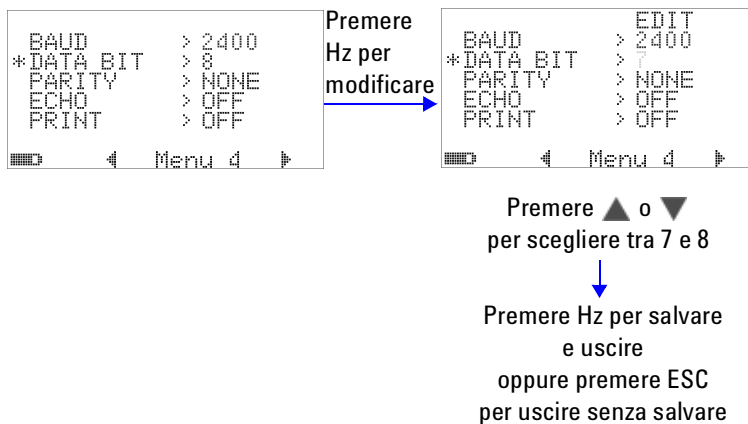 BAUD > 2400
*DATA BIT > 8
PARITY > NONE
ECHO > OFF
PRINT > OFF
Menu 4
Premere
Hz per
modificare
EDIT
BAUD > 2400
*DATA BIT > 7
PARITY > NONE
ECHO > OFF
PRINT > OFF
Menu 4
Premere ▲ o ▼
per scegliere tra 7 e 8
Premere Hz per salvare
e uscire
oppure premere ESC
per uscire senza salvare